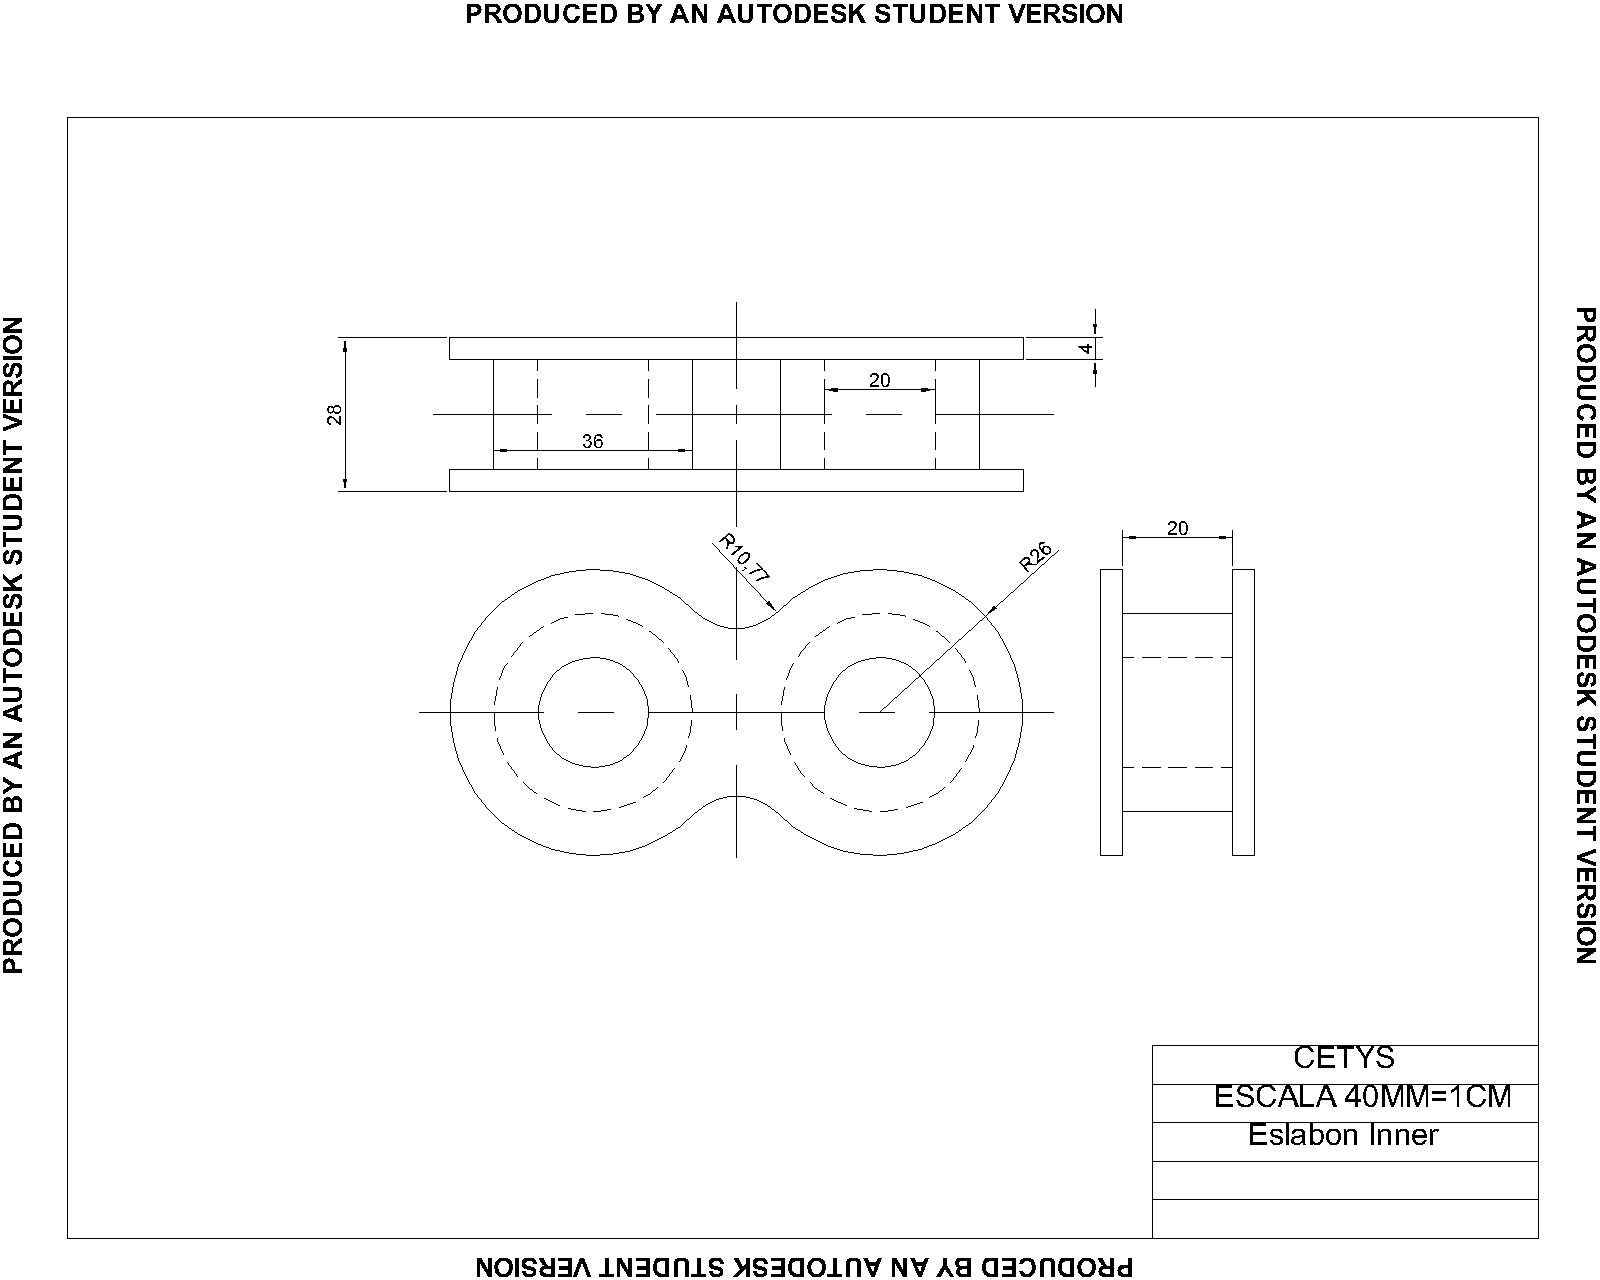 PRODUCED BY AN AUTODESK STUDENT VERSION
PRODUCED BY AN AUTODESK STUDENT VERSION
PRODUCED BY AN AUTODESK STUDENT VERSION
4
20
28
36
R10,77
R26
20
CETYS
ESCALA 40MM=1CM
Eslabon Inner
PRODUCED BY AN AUTODESK STUDENT VERSION